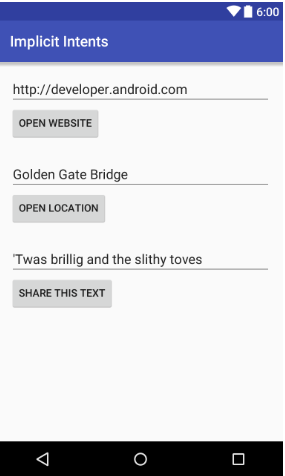 6:00
Implicit Intents
http://developer.android.com
OPEN WEBSITE
Golden Gate Bridge
OPEN LOCATION
'Twas brillig and the slithy toves
SHARE THIS TEXT